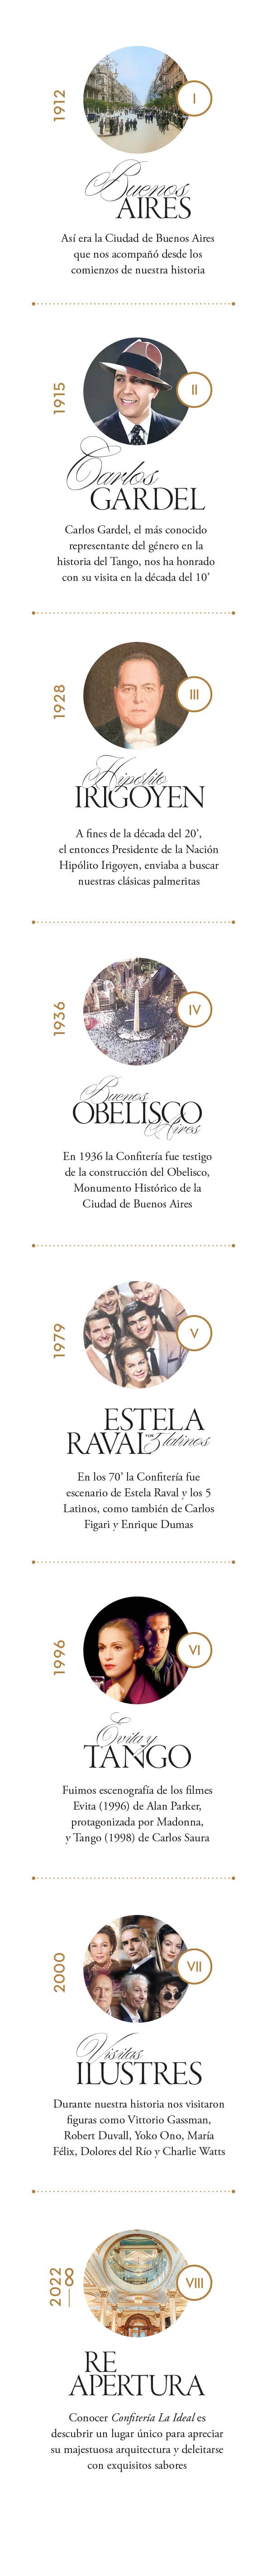 1912
I
Buenos
AIRES
Así era la Ciudad de Buenos Aires
que nos acompañó desde los
comienzos de nuestra historia
1915
II
Carlos
GARDEL
Carlos Gardel, el más conocido
representante del género en la
historia del Tango, nos ha honrado
con su visita en la década del 10’
1928
III
Hipólito
IRIGOYEN
A fines de la década del 20’,
el entonces Presidente de la Nación
Hipólito Irigoyen, enviaba a buscar
nuestras clásicas palmeritas
1936
IV
Buenos
OBELISCO
Aires
En 1936 la Confitería fue testigo
de la construcción del Obelisco,
Monumento Histórico de la
Ciudad de Buenos Aires
1979
V
ESTELA
RAVAL Y LOS 5 latinos
En los 70’ la Confitería fue
escenario de Estela Raval y los 5
Latinos, como también de Carlos
Figari y Enrique Dumas
1996
VI
Evita y
TANGO
Fuimos escenografía de los filmes
Evita (1996) de Alan Parker,
protagonizada por Madonna,
y Tango (1998) de Carlos Saura
2000
VII
Visitas
ILUSTRES
Durante nuestra historia nos visitaron
figuras como Vittorio Gassman,
Robert Duvall, Yoko Ono, María
Félix, Dolores del Río y Charlie Watts
2022
VIII
RE
APERTURA
Conocer Confitería La Ideal es
descubrir un lugar único para apreciar
su majestuosa arquitectura y deleitarse
con exquisitos sabores